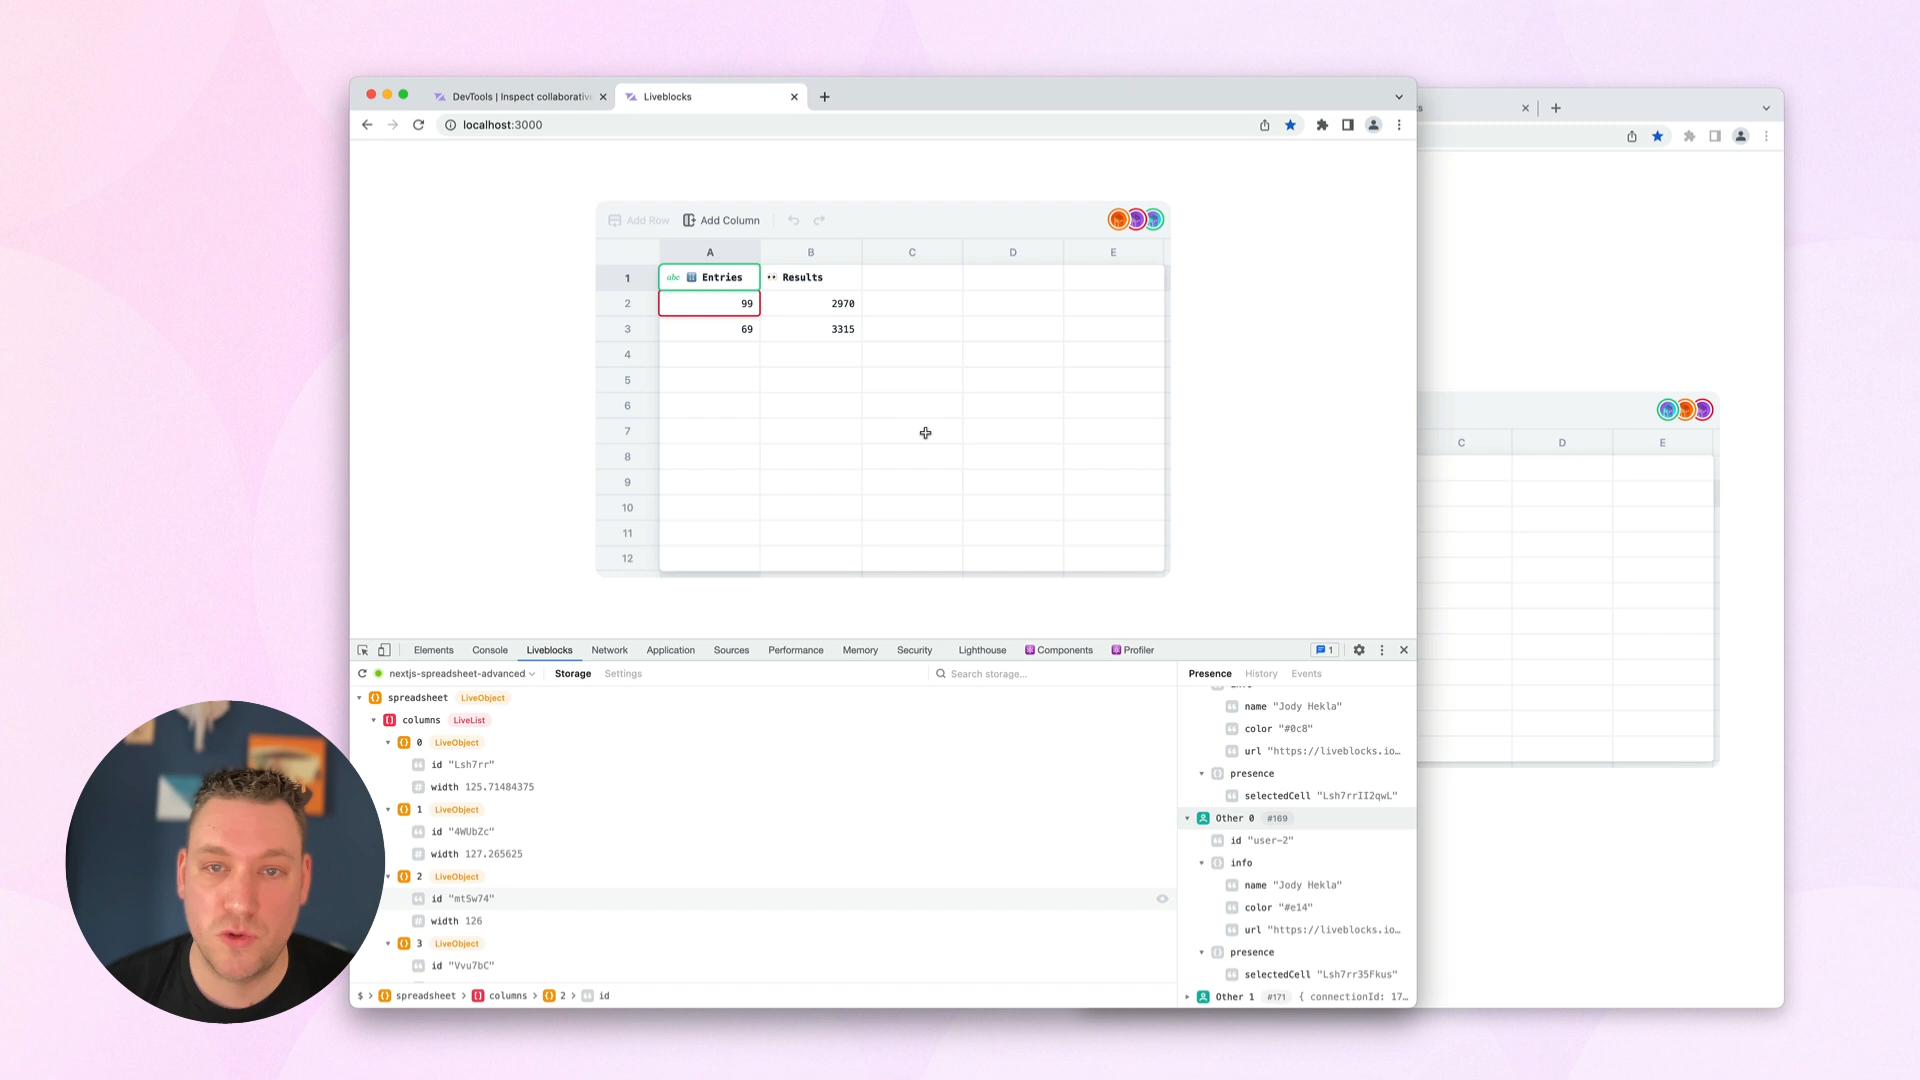 DevTools | Inspect collaborativ
Liveblocks
localhost:3000
Add Row
Add Column
A B C D E
1 abc Entries Results
2 99 2970
3 69 3315
4
5
6
7
8
9
10
11
12
C D E
Elements Console Liveblocks Network Application Sources Performance Memory Security Lighthouse Components Profiler 1
nextjs-spreadsheet-advanced Storage Settings Search storage...
spreadsheet LiveObject
columns LiveList
0 LiveObject
id "Lsh7rr"
width 125.71484375
1 LiveObject
id "4WUbZc"
width 127.265625
2 LiveObject
id "mtSw74"
width 126
3 LiveObject
id "Vvu7bC"
$ > spreadsheet > columns > 2 > id
Presence History Events
name "Jody Hekla"
color "#0c8"
url "https://liveblocks.io…
presence
selectedCell "Lsh7rrII2qwL"
Other 0 #169
id "user-2"
info
name "Jody Hekla"
color "#e14"
url "https://liveblocks.io…
presence
selectedCell "Lsh7rr35Fkus"
Other 1 #171 { connectionId: 17…